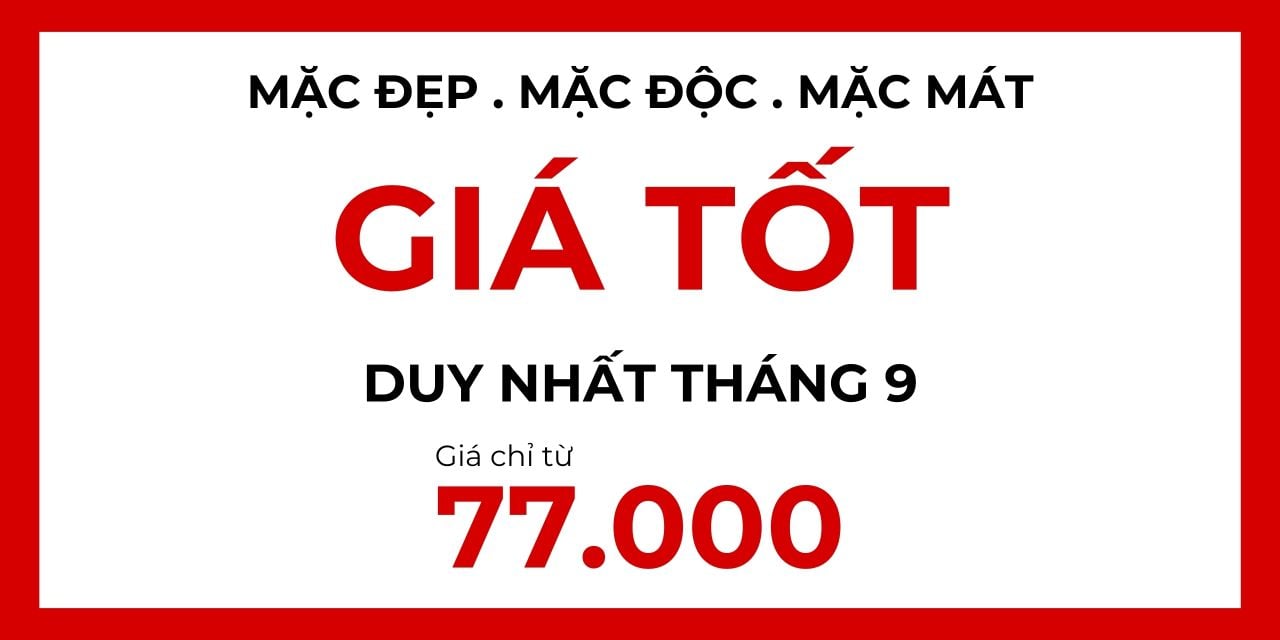 MẶC ĐẸP . MẶC ĐỘC . MẶC MÁT
GIÁ TỐT
DUY NHẤT THÁNG 9
Giá chỉ từ
77.000